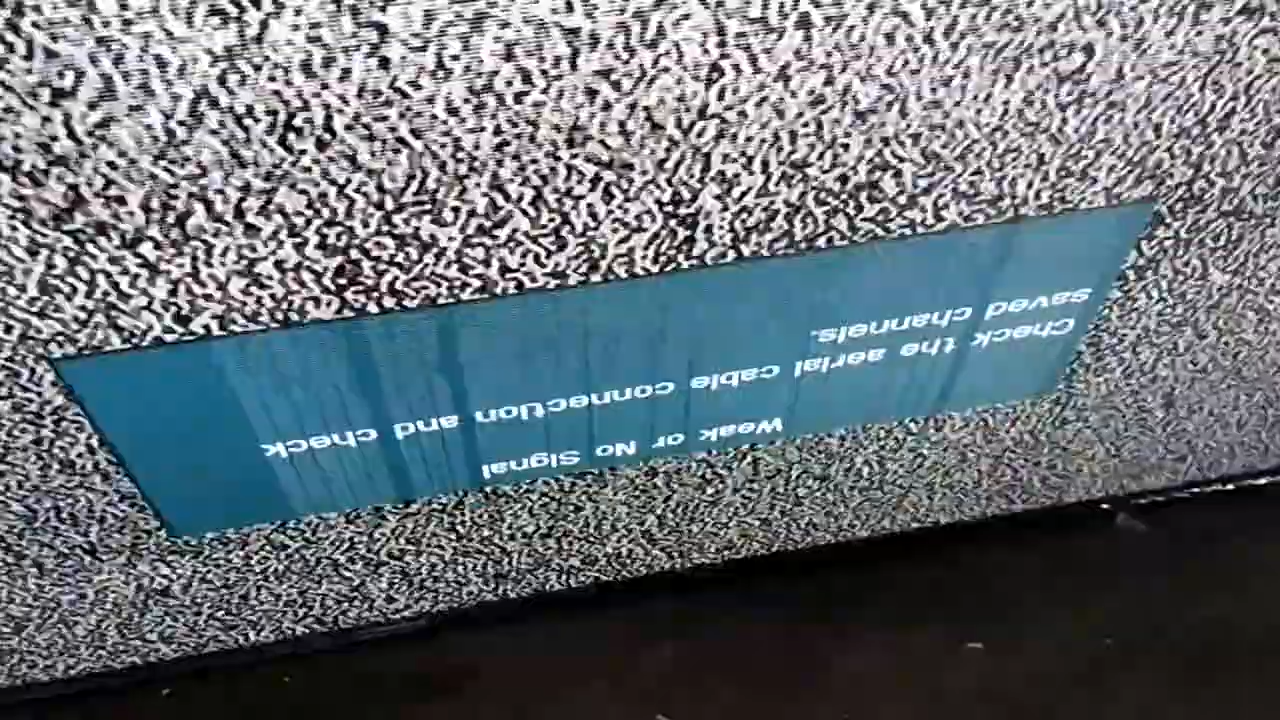 Weak or No Signal
Check the aerial cable connection and check
saved channels.